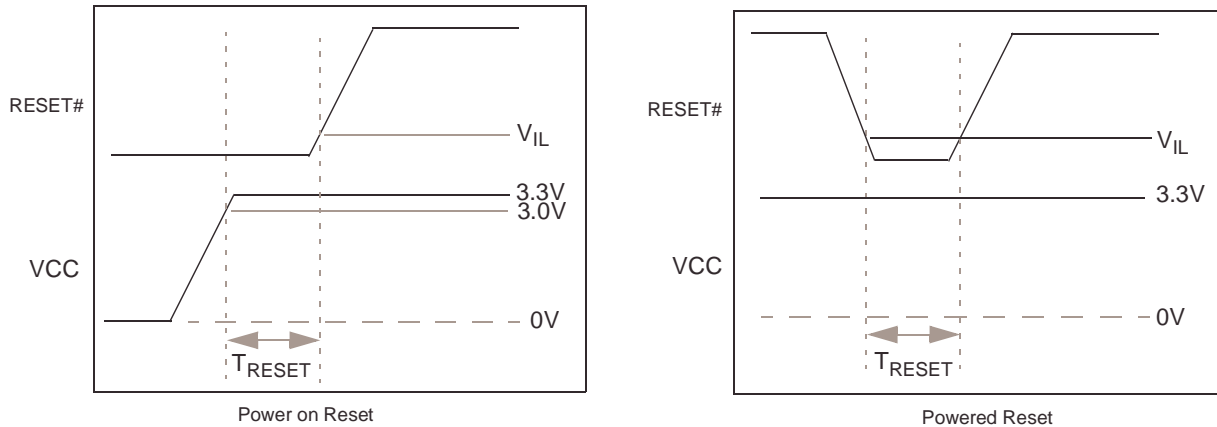 RESET#
VIL
3.3V
3.0V
VCC
0V
TRESET
Power on Reset
RESET#
VIL
3.3V
VCC
0V
TRESET
Powered Reset